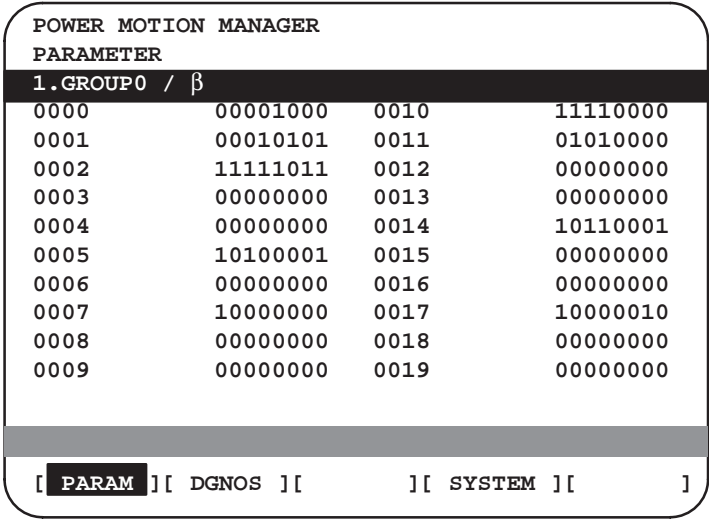 POWER MOTION MANAGER
PARAMETER
1.GROUP0 / β
0000 00001000 0010 11110000
0001 00010101 0011 01010000
0002 11111011 0012 00000000
0003 00000000 0013 00000000
0004 00000000 0014 10110001
0005 10100001 0015 00000000
0006 00000000 0016 00000000
0007 10000000 0017 10000010
0008 00000000 0018 00000000
0009 00000000 0019 00000000
[ PARAM ][ DGNOS ][ ][ SYSTEM ][ ]